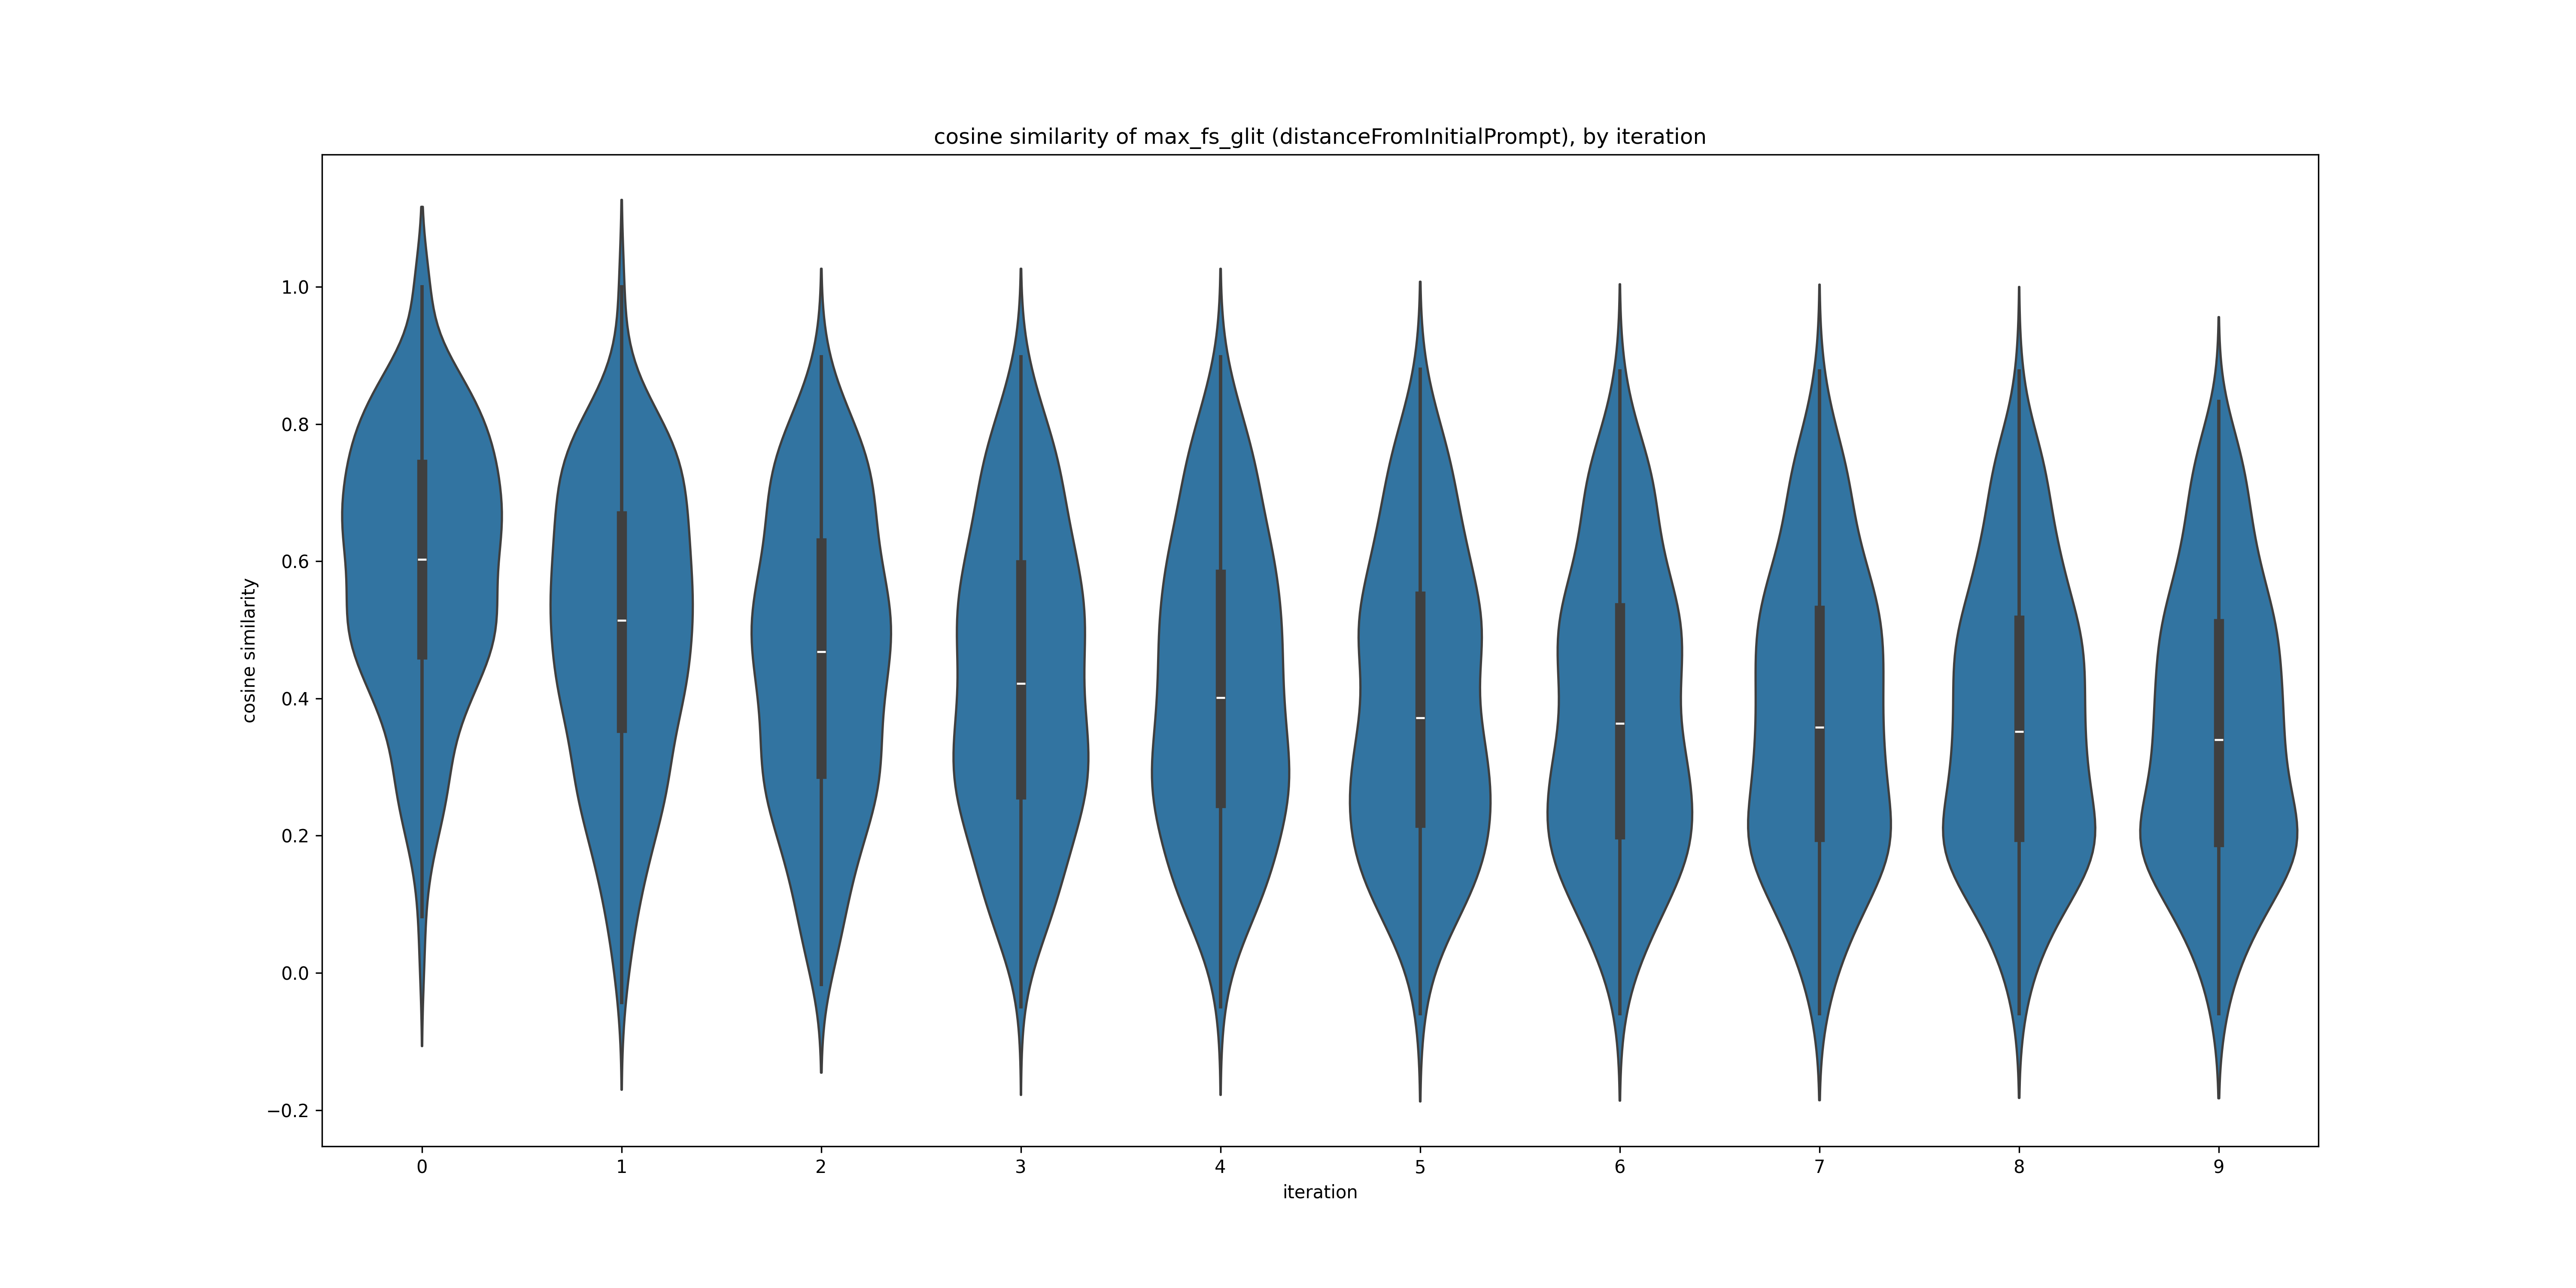 cosine similarity of max_fs_glit (distanceFromInitialPrompt), by iteration
cosine similarity
1.0
0.8
0.6
0.4
0.2
0.0
−0.2
0 1 2 3 4 5 6 7 8 9
iteration